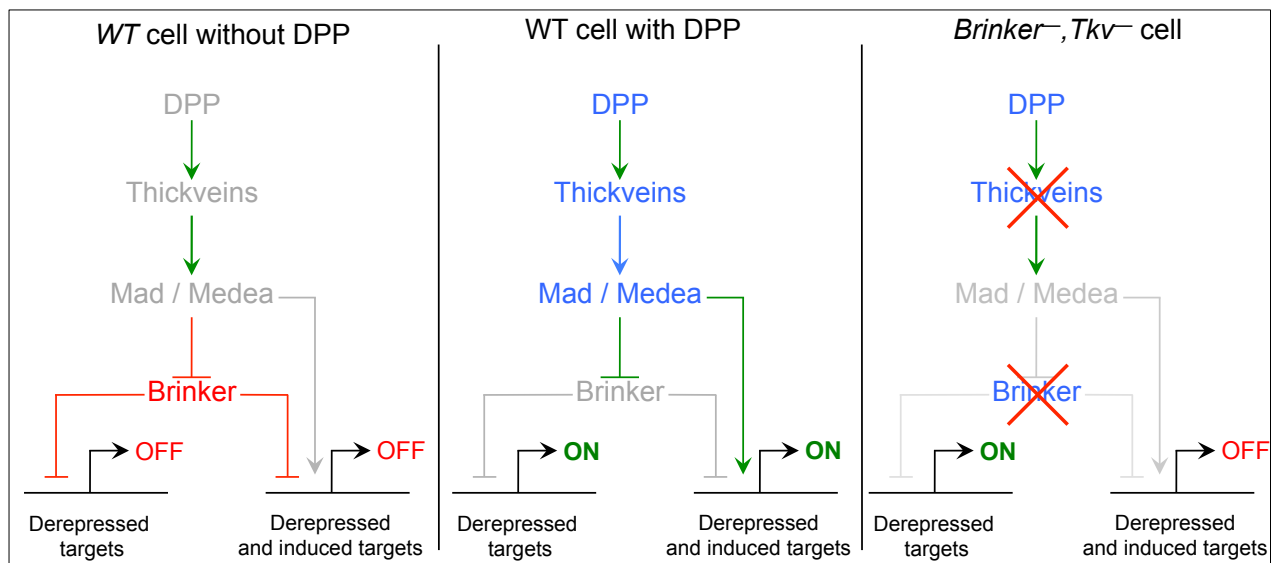 WT cell without DPP
DPP
Thickveins
Mad / Medea
Brinker
OFF
OFF
Derepressed
targets
Derepressed
and induced targets
WT cell with DPP
DPP
Thickveins
Mad / Medea
Brinker
ON
ON
Derepressed
targets
Derepressed
and induced targets
Brinker—,Tkv— cell
DPP
Thickveins
Mad / Medea
Brinker
ON
OFF
Derepressed
targets
Derepressed
and induced targets